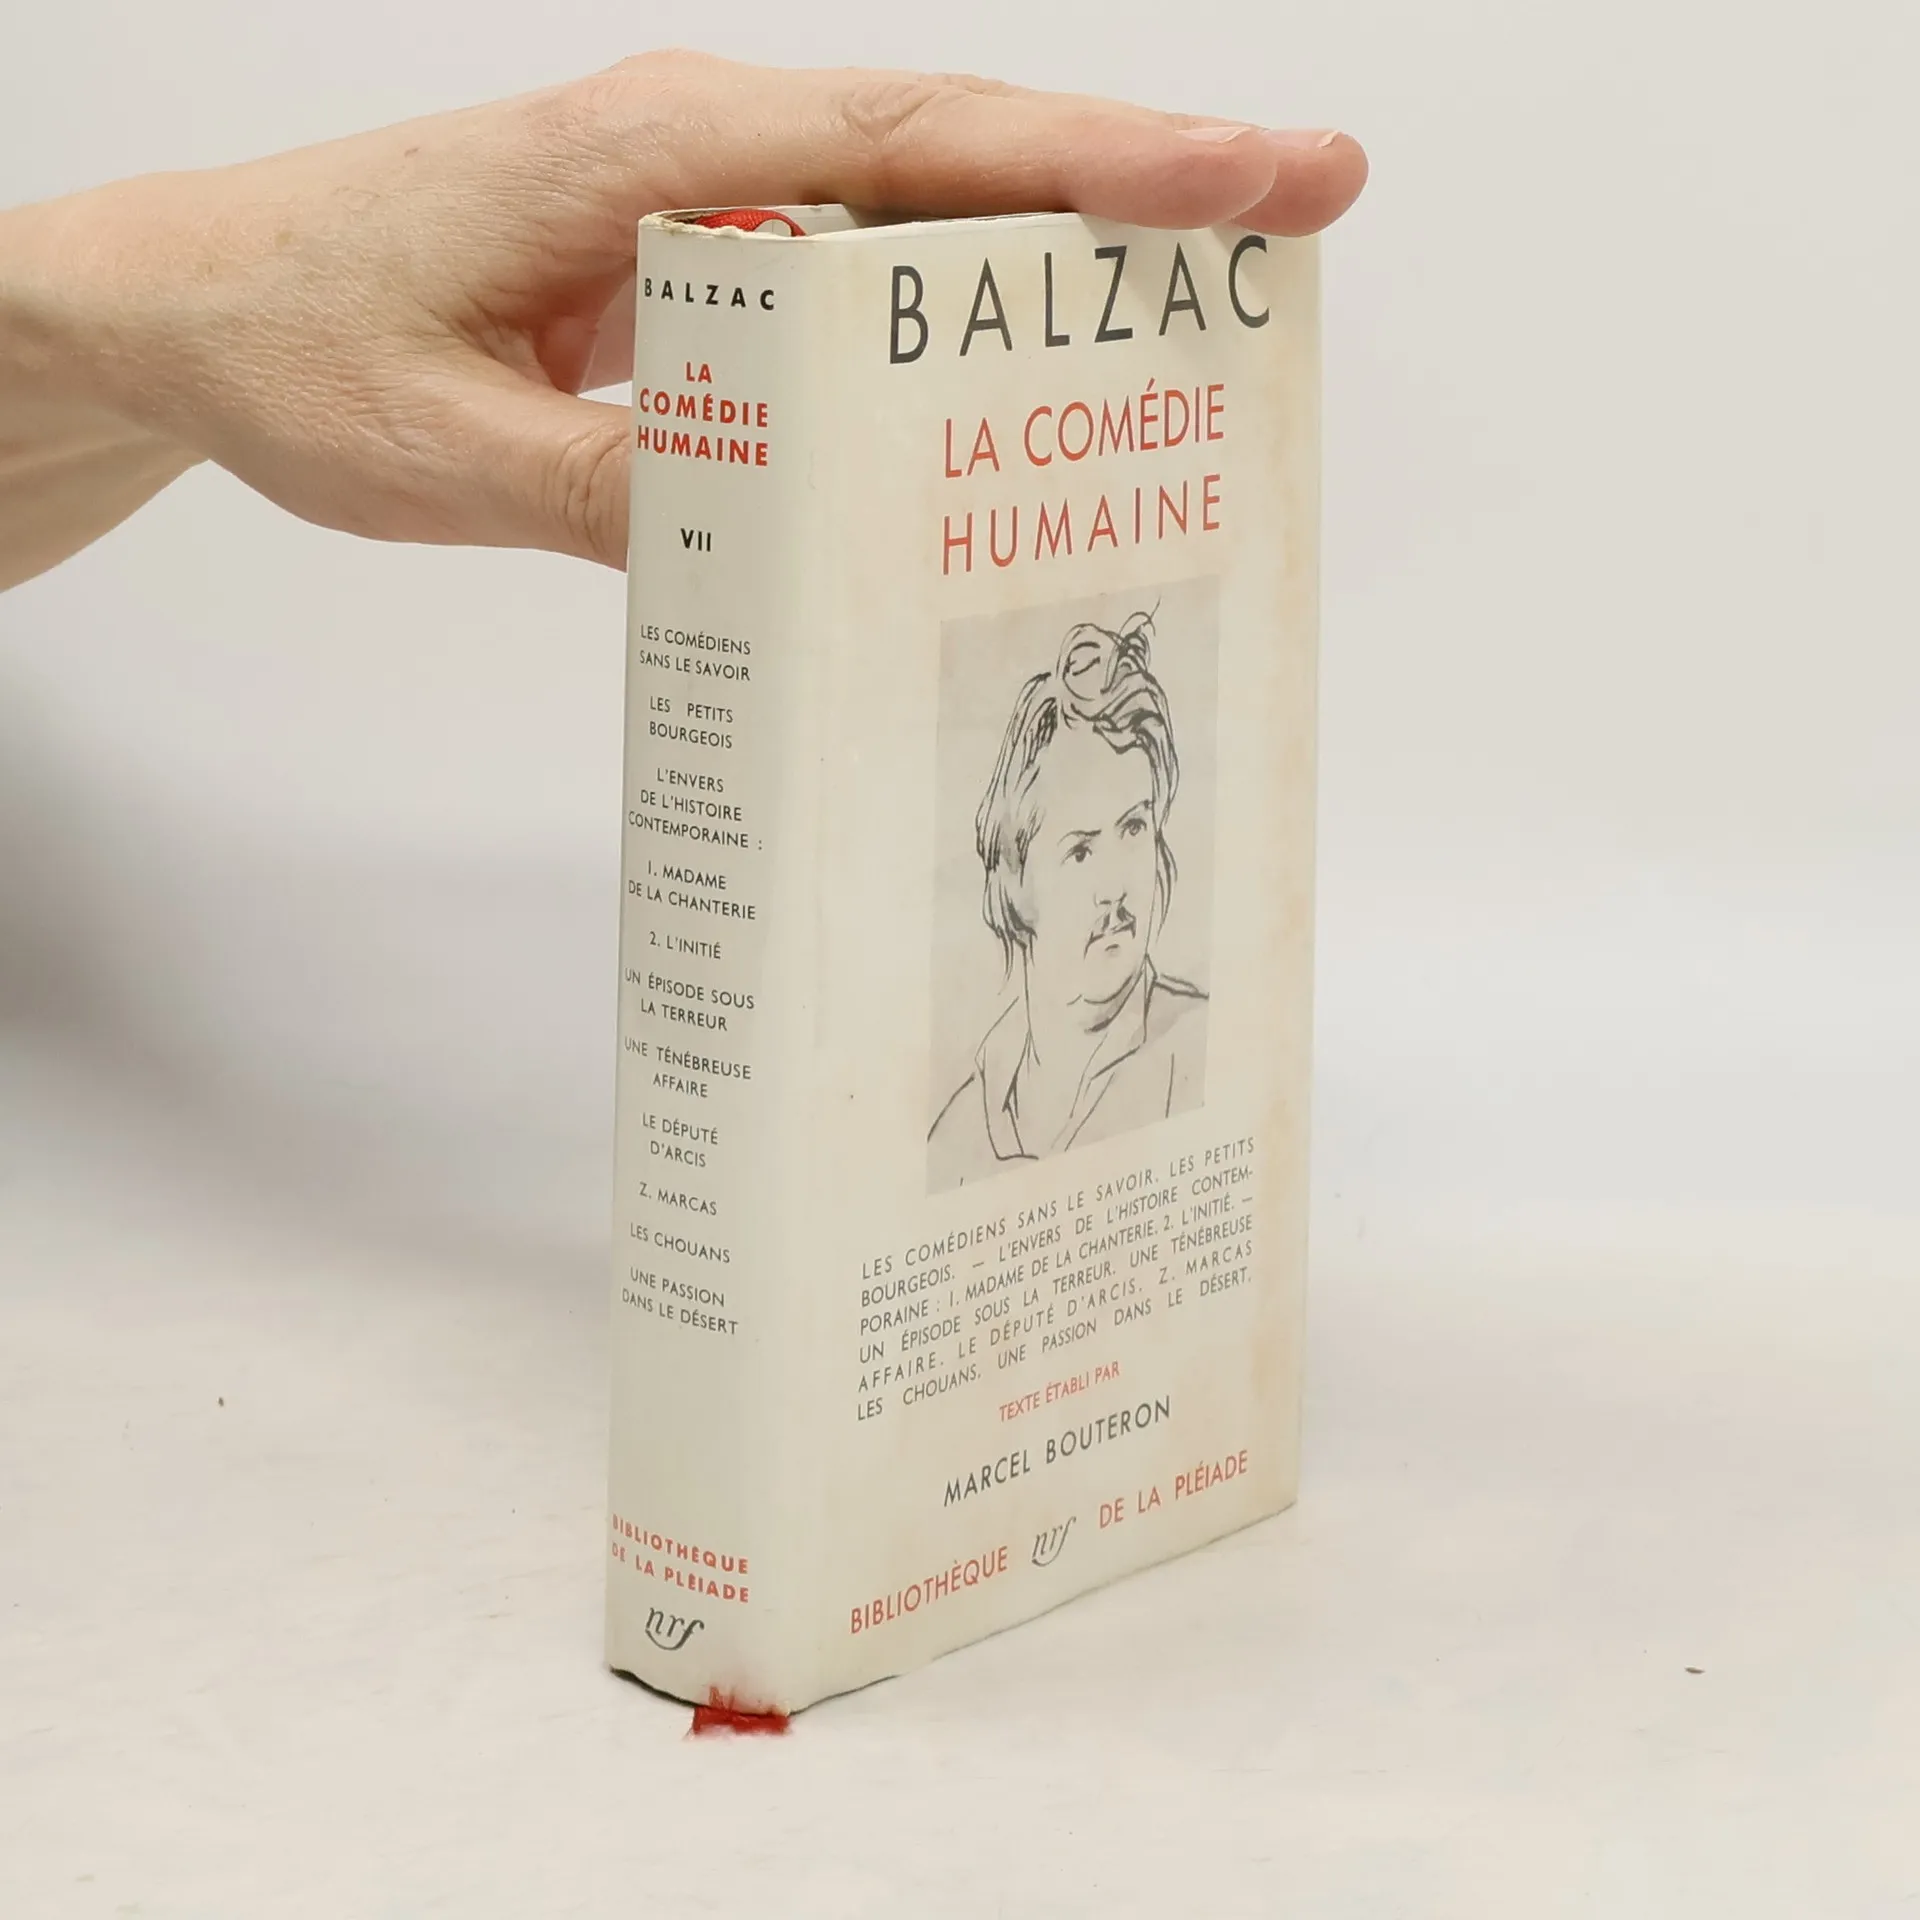 BALZAC
LA
COMÉDIE
HUMAINE
VII
LES COMÉDIENS
SANS LE SAVOIR
LES PETITS
BOURGEOIS
L'ENVERS
DE L'HISTOIRE
CONTEMPORAINE :
1. MADAME
DE LA CHANTERIE
2. L'INITIÉ
UN ÉPISODE SOUS
LA TERREUR
UNE TÉNÉBREUSE
AFFAIRE
LE DÉPUTÉ
D'ARCIS
Z. MARCAS
LES CHOUANS
UNE PASSION
DANS LE DÉSERT
BIBLIOTHÈQUE
DE LA PLÉIADE
nrf
BALZAC
LA COMÉDIE
HUMAINE
LES COMÉDIENS SANS LE SAVOIR. LES PETITS
BOURGEOIS. — L'ENVERS DE L'HISTOIRE CONTEM-
PORAINE : 1. MADAME DE LA CHANTERIE. 2. L'INITIÉ. —
UN ÉPISODE SOUS LA TERREUR. UNE TÉNÉBREUSE
AFFAIRE. LE DÉPUTÉ D'ARCIS. Z. MARCAS
LES CHOUANS. UNE PASSION DANS LE DÉSERT.
TEXTE ÉTABLI PAR
MARCEL BOUTERON
BIBLIOTHÈQUE nrf DE LA PLÉIADE